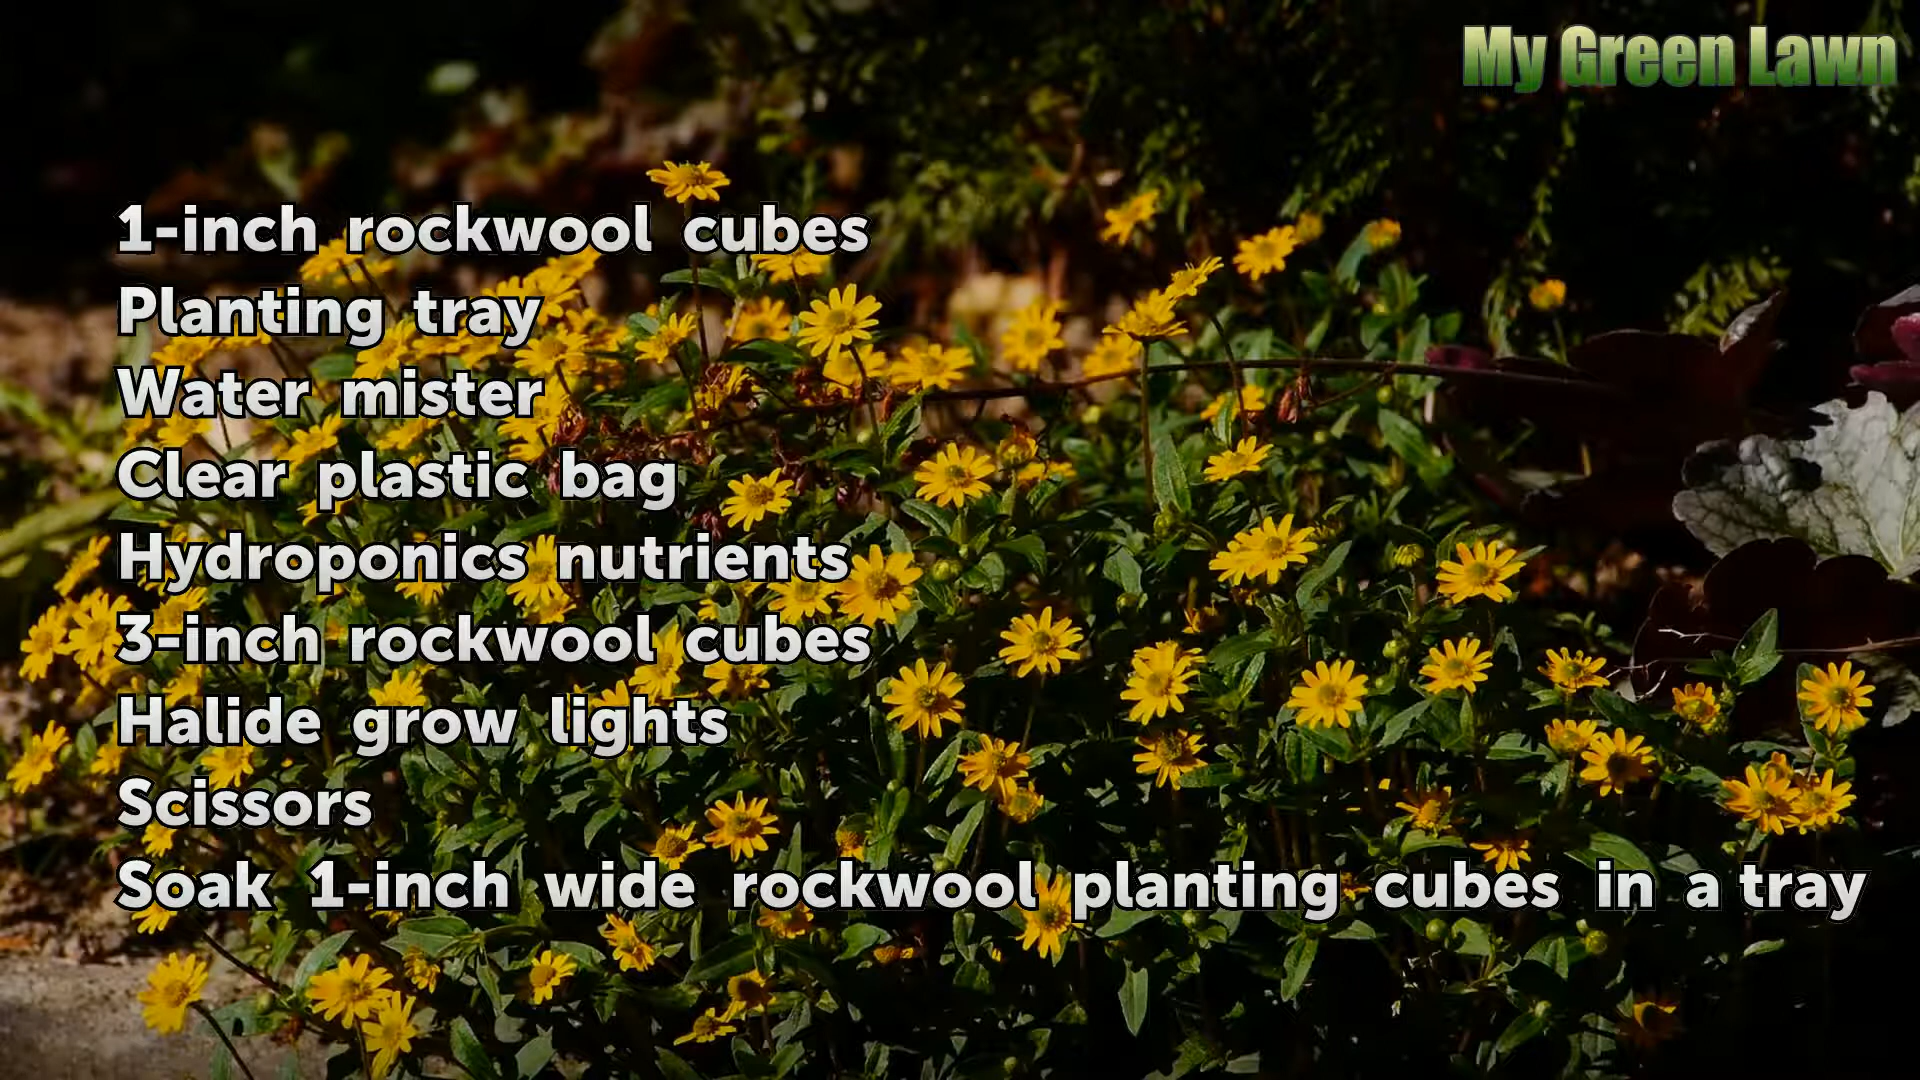 My Green Lawn
1-inch rockwool cubes
Planting tray
Water mister
Clear plastic bag
Hydroponics nutrients
3-inch rockwool cubes
Halide grow lights
Scissors
Soak 1-inch wide rockwool planting cubes in a tray